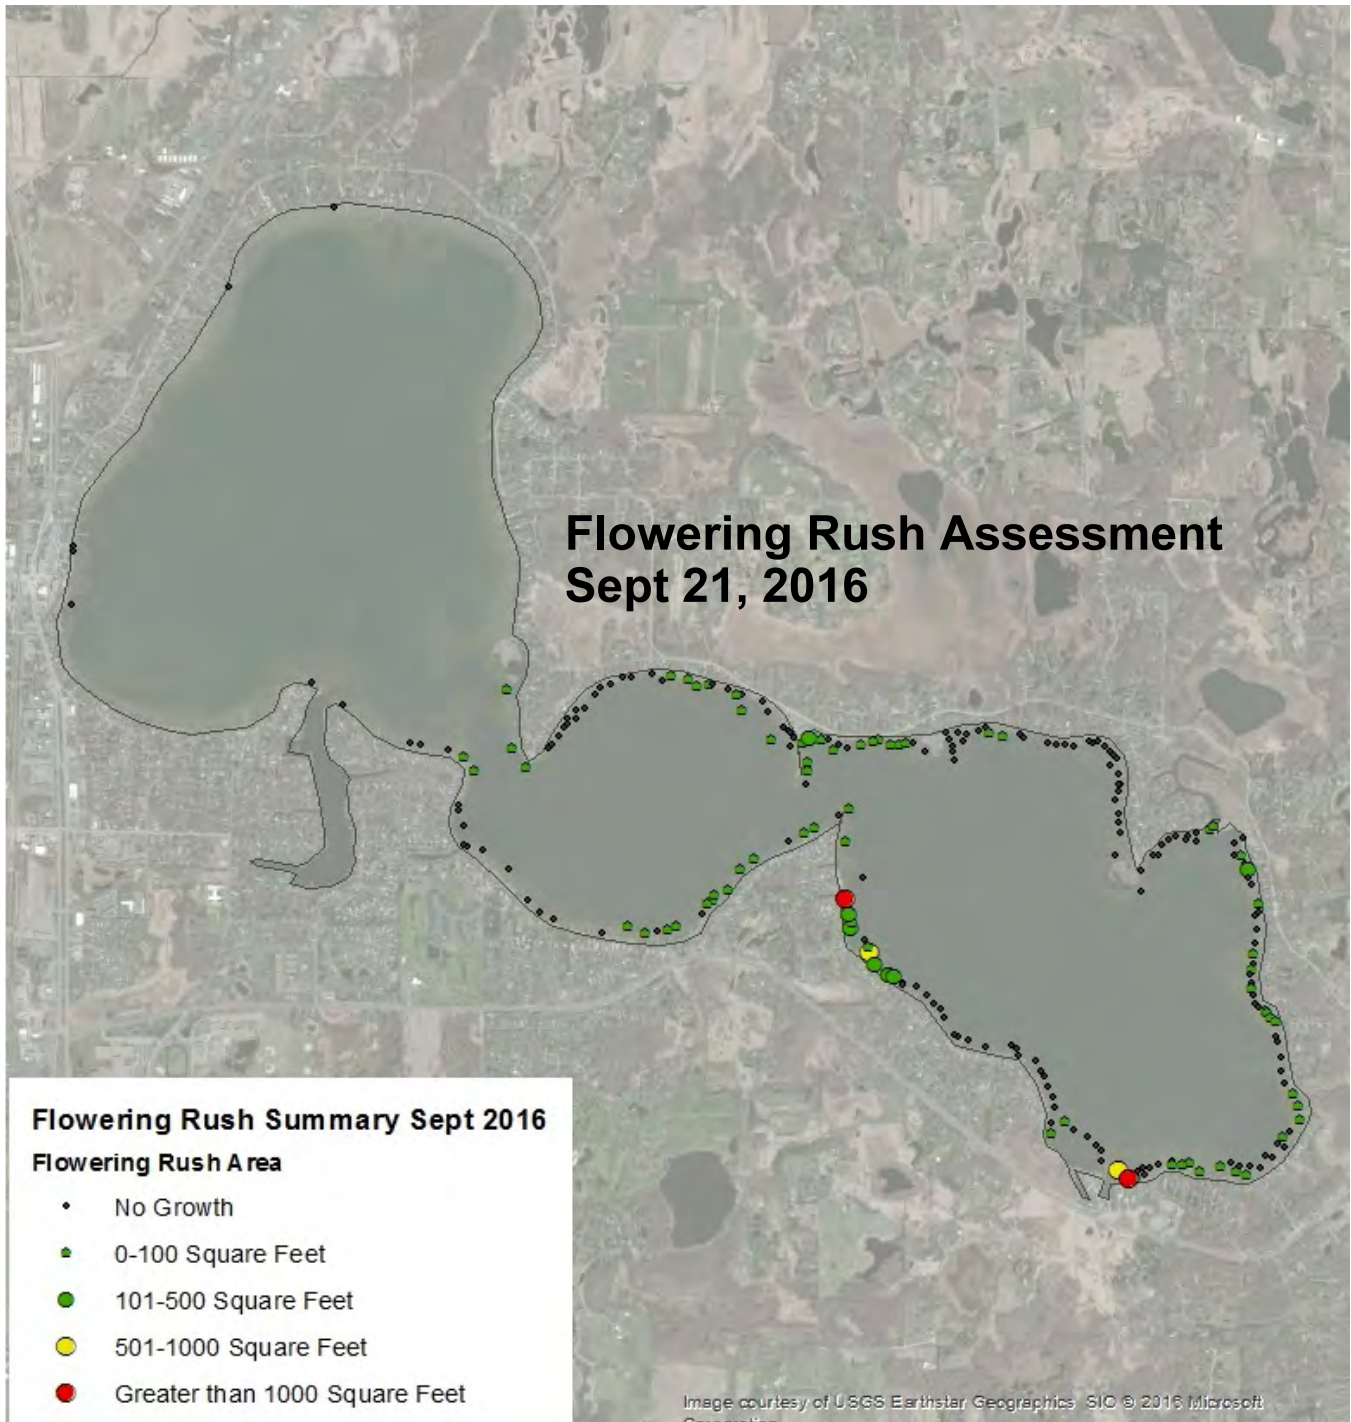 Flowering Rush Assessment
Sept 21, 2016
Flowering Rush Summary Sept 2016
Flowering Rush Area
No Growth
0-100 Square Feet
101-500 Square Feet
501-1000 Square Feet
Greater than 1000 Square Feet
Image courtesy of USGS Earthstar Geographics SIO © 2016 Microsoft